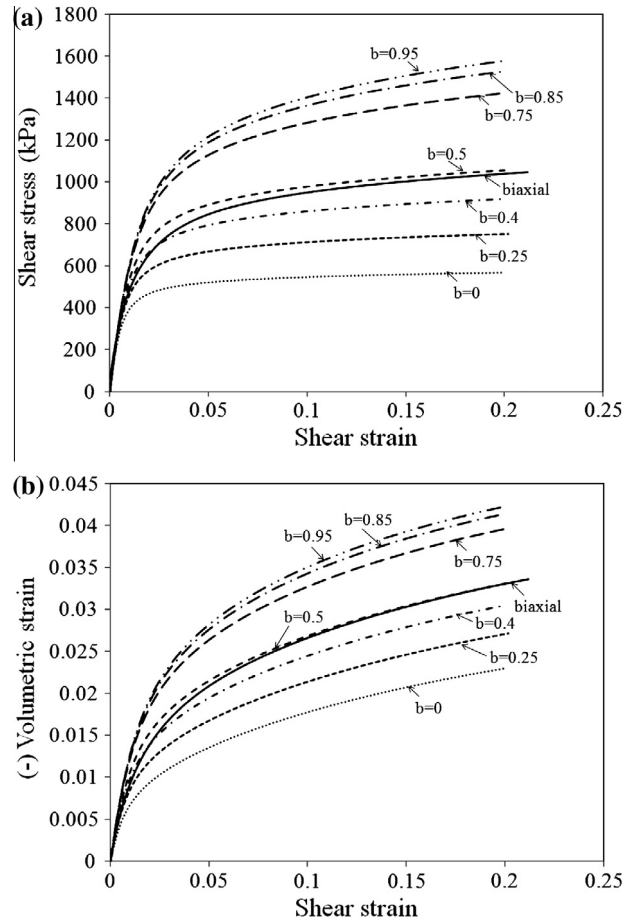 (a)
Shear stress (kPa)
1800
1600
1400
1200
1000
800
600
400
200
0
b=0.95
b=0.85
b=0.75
b=0.5
biaxial
b=0.4
b=0.25
b=0
0
0.05
0.1
0.15
0.2
0.25
Shear strain
(b)
(-) Volumetric strain
0.045
0.04
0.035
0.03
0.025
0.02
0.015
0.01
0.005
0
b=0.85
b=0.95
b=0.75
biaxial
b=0.5
b=0.4
b=0.25
b=0
0
0.05
0.1
0.15
0.2
0.25
Shear strain